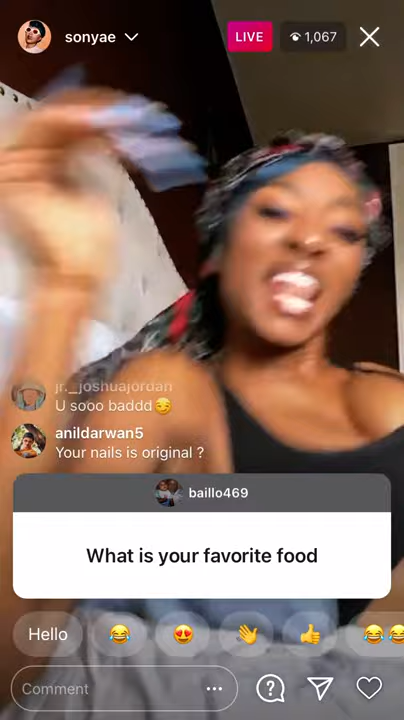 sonyae
LIVE
1,067
jr._joshuajordan
U sooo baddd😏
anildarwan5
Your nails is original ?
baillo469
What is your favorite food
Hello 😂 😍 👋 👍 😂😂
Comment